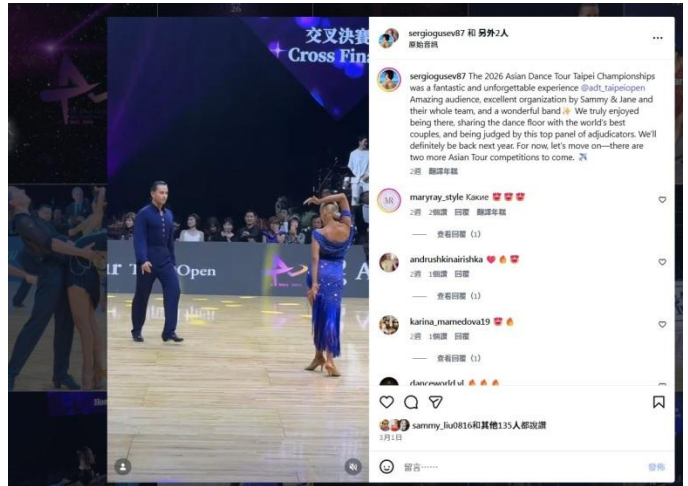 交叉決賽
Cross Fina
Open
sergiogusev87 和 另外2人
原始音訊
sergiogusev87 The 2026 Asian Dance Tour Taipei Championships
was a fantastic and unforgettable experience @adt_taipeiopen
Amazing audience, excellent organization by Sammy & Jane and
their whole team, and a wonderful band✨ We truly enjoyed
being there, sharing the dance floor with the world's best
couples, and being judged by this top panel of adjudicators. We'll
definitely be back next year. For now, let's move on—there are
two more Asian Tour competitions to come. ✈️
2週 翻譯年糕
MR
maryray_style Какие
2週 2個讚 回覆 翻譯年糕
查看回覆 (1)
andrushkinairishka ❤️🔥
2週 1個讚 回覆
查看回覆 (1)
karina_mamedova19 🔥
2週 1個讚 回覆
查看回覆 (1)
danceworld.vl 🔥🔥🔥
sammy_liu0816和其他135人都說讚
3月1日
留言……
發佈